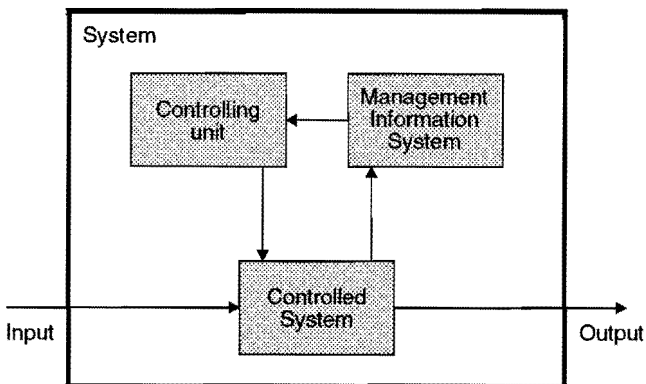 System
Controlling
unit
Management
Information
System
Controlled
System
Input
Output